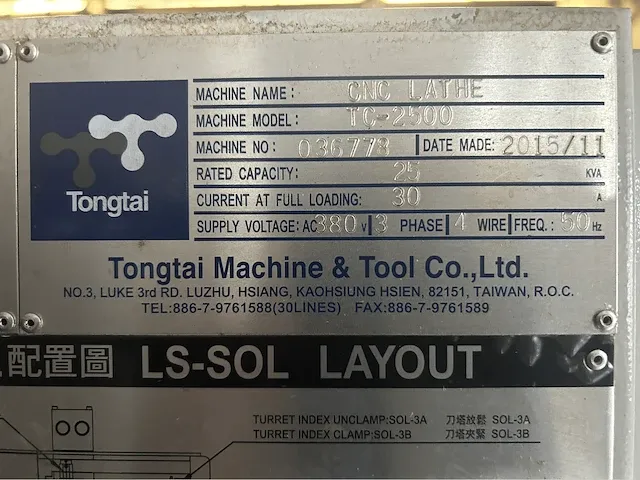 Tongtai
MACHINE NAME: CNC LATHE
MACHINE MODEL: TC-2500
MACHINE NO: 036778 DATE MADE: 2015/11
RATED CAPACITY: 25 KVA
CURRENT AT FULL LOADING: 30 A
SUPPLY VOLTAGE: AC 380 V 3 PHASE 4 WIRE FREQ.: 50 Hz
Tongtai Machine & Tool Co.,Ltd.
NO.3, LUKE 3rd RD. LUZHU, HSIANG, KAOHSIUNG HSIEN, 82151, TAIWAN, R.O.C.
TEL:886-7-9761588(30LINES) FAX:886-7-9761589
配置圖 LS-SOL LAYOUT
TURRET INDEX UNCLAMP:SOL-3A 刀塔放鬆 SOL-3A
TURRET INDEX CLAMP:SOL-3B 刀塔夾緊 SOL-3B